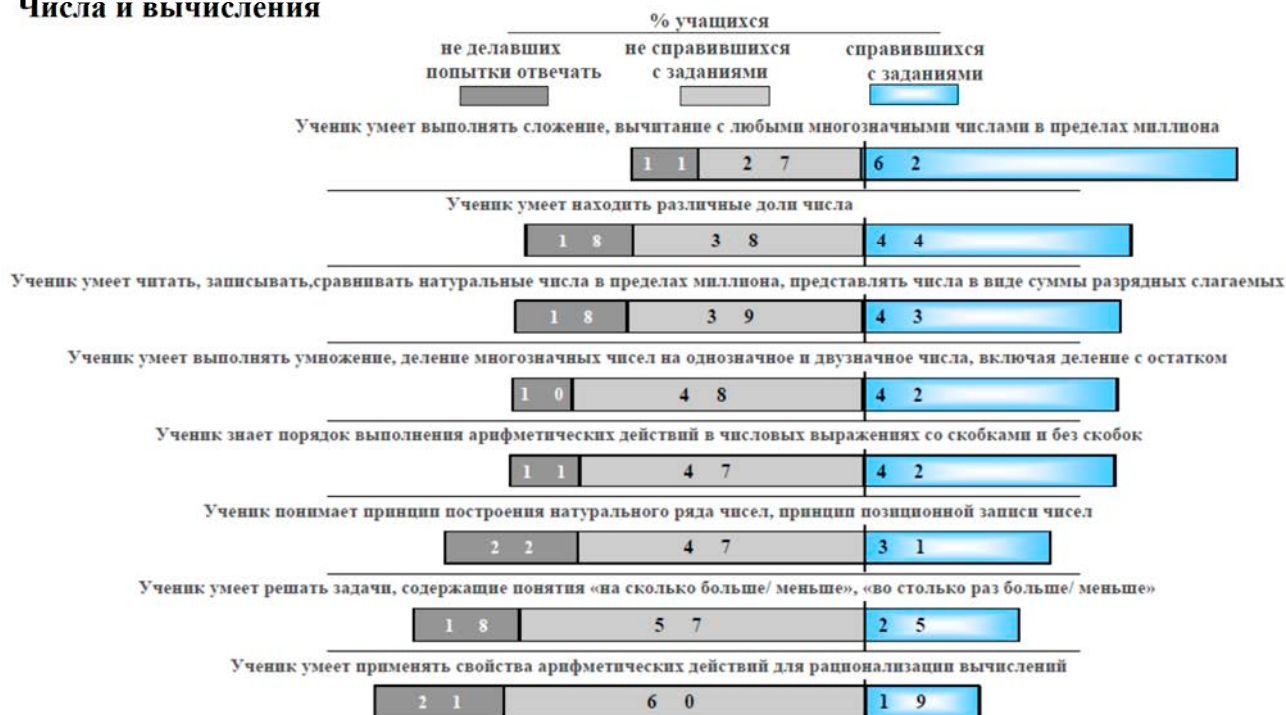 Числа и вычисления
% учащихся
не делавших не справившихся справившихся
попытки отвечать с заданиями с заданиями
Ученик умеет выполнять сложение, вычитание с любыми многозначными числами в пределах миллиона
1 1 2 7 6 2
Ученик умеет находить различные доли числа
1 8 3 8 4 4
Ученик умеет читать, записывать,сравнивать натуральные числа в пределах миллиона, представлять числа в виде суммы разрядных слагаемых
1 8 3 9 4 3
Ученик умеет выполнять умножение, деление многозначных чисел на однозначное и двузначное числа, включая деление с остатком
1 0 4 8 4 2
Ученик знает порядок выполнения арифметических действий в числовых выражениях со скобками и без скобок
1 1 4 7 4 2
Ученик понимает принцип построения натурального ряда чисел, принцип позиционной записи чисел
2 2 4 7 3 1
Ученик умеет решать задачи, содержащие понятия «на сколько больше/ меньше», «во столько раз больше/ меньше»
1 8 5 7 2 5
Ученик умеет применять свойства арифметических действий для рационализации вычислений
2 1 6 0 1 9